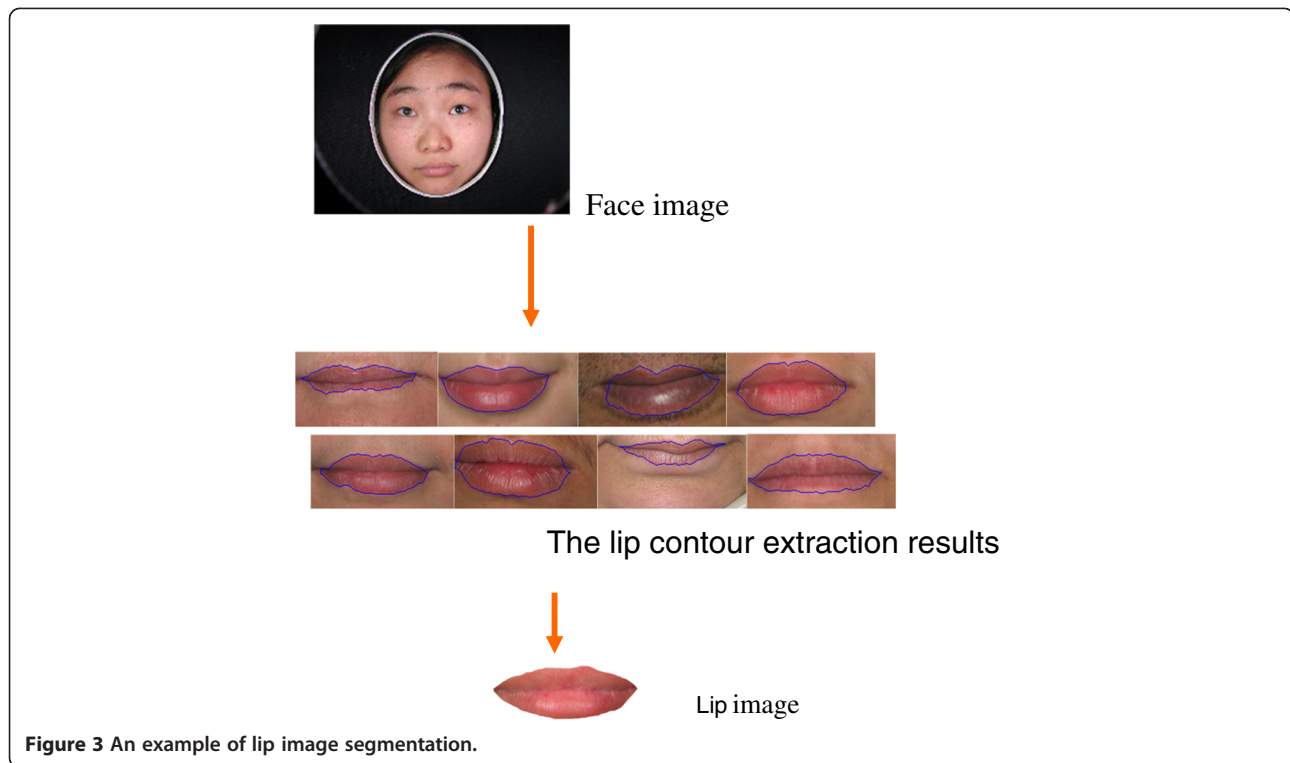 Face image
The lip contour extraction results
Lip image
Figure 3 An example of lip image segmentation.